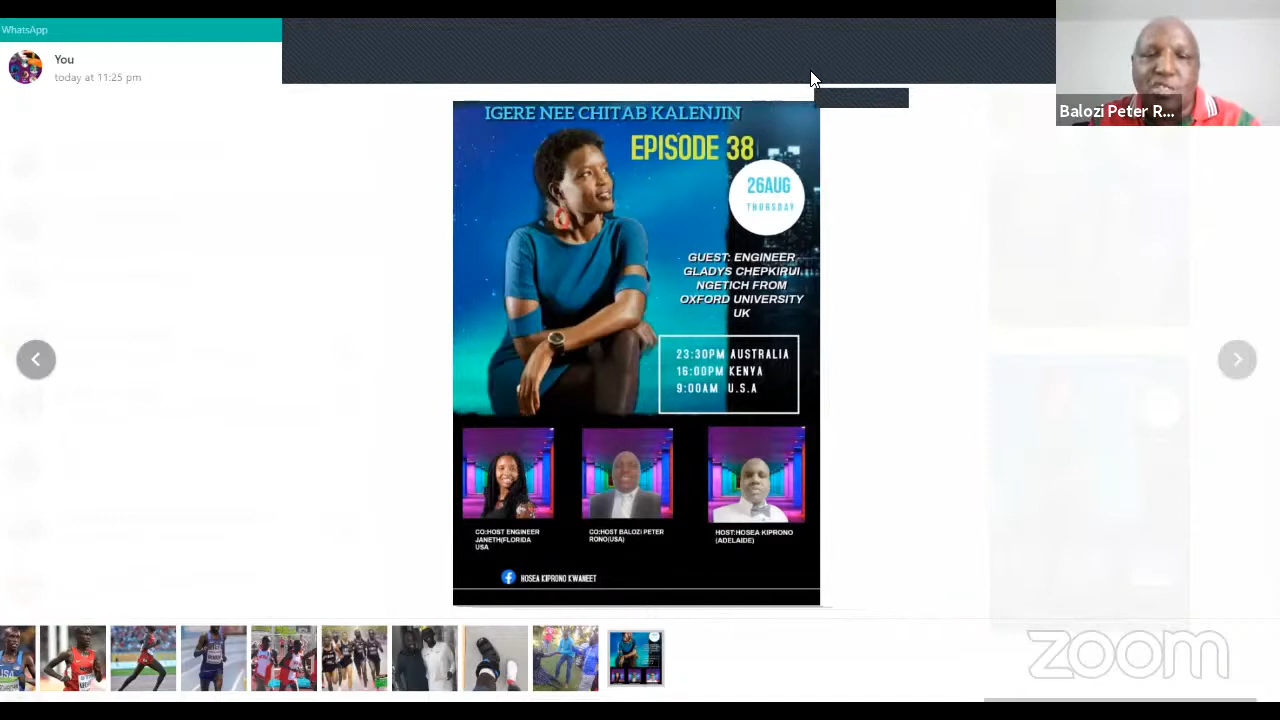 WhatsApp
You
today at 11:25 pm
Balozi Peter R...
IGERE NEE CHITAB KALENJIN
EPISODE 38
26AUG
THURSDAY
GUEST: ENGINEER
GLADYS CHEPKIRUI
NGETICH FROM
OXFORD UNIVERSITY
UK
23:30PM AUSTRALIA
16:00PM KENYA
9:00AM U.S.A
CO:HOST ENGINEER
JANETH(FLORIDA
USA
CO:HOST BALOZI PETER
RONO(USA)
HOST:HOSEA KIPRONO
(ADELAIDE)
HOSEA KIPRONO KWANEET
zoom